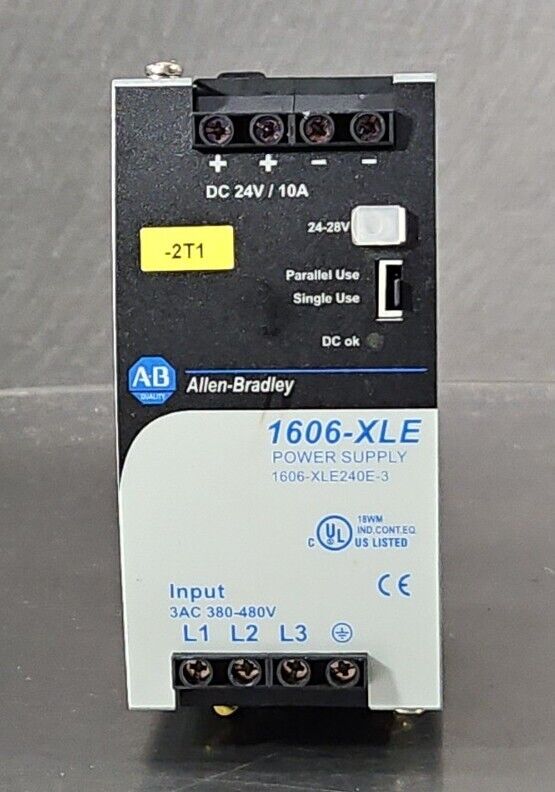 + + - -
DC 24V / 10A
24-28V
-2T1
Parallel Use
Single Use
DC ok
A·B
QUALITY
Allen-Bradley
1606-XLE
POWER SUPPLY
1606-XLE240E-3
18WM
IND.CONT.EQ.
C UL US LISTED
CE
Input
3AC 380-480V
L1 L2 L3